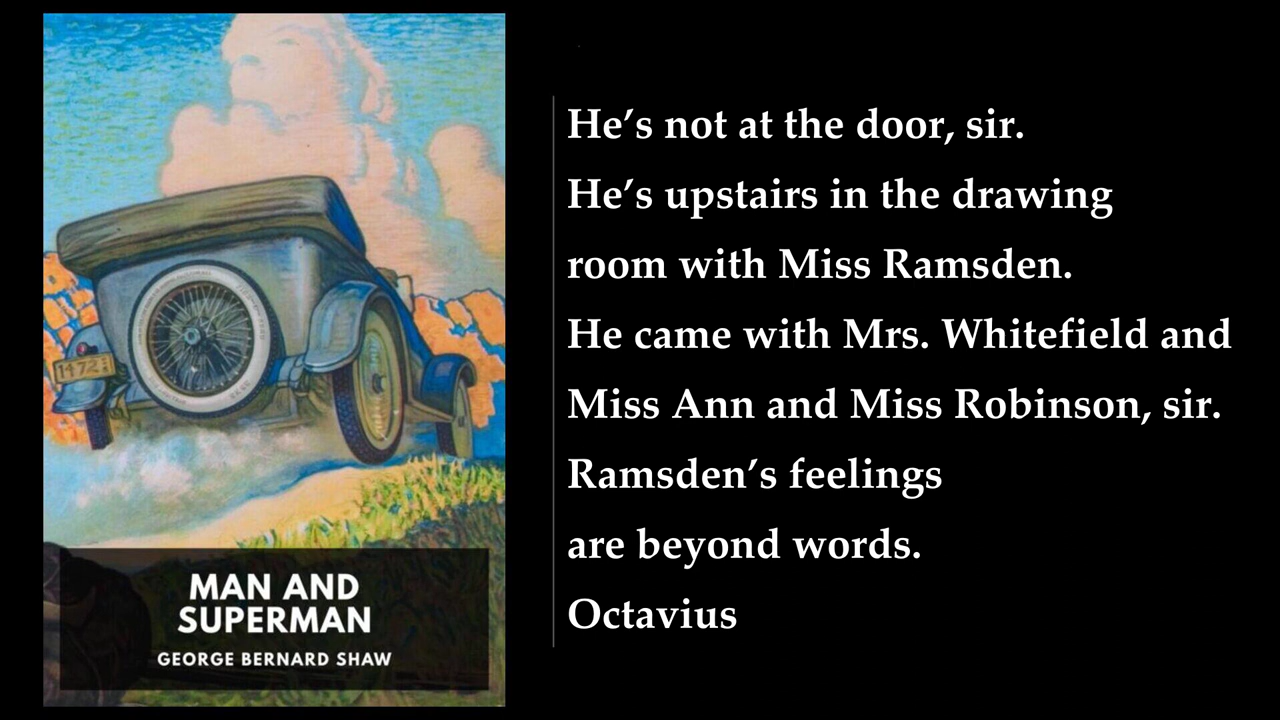 He’s not at the door, sir.
He’s upstairs in the drawing
room with Miss Ramsden.
He came with Mrs. Whitefield and
Miss Ann and Miss Robinson, sir.
Ramsden’s feelings
are beyond words.
Octavius
1472
MAN AND
SUPERMAN
GEORGE BERNARD SHAW